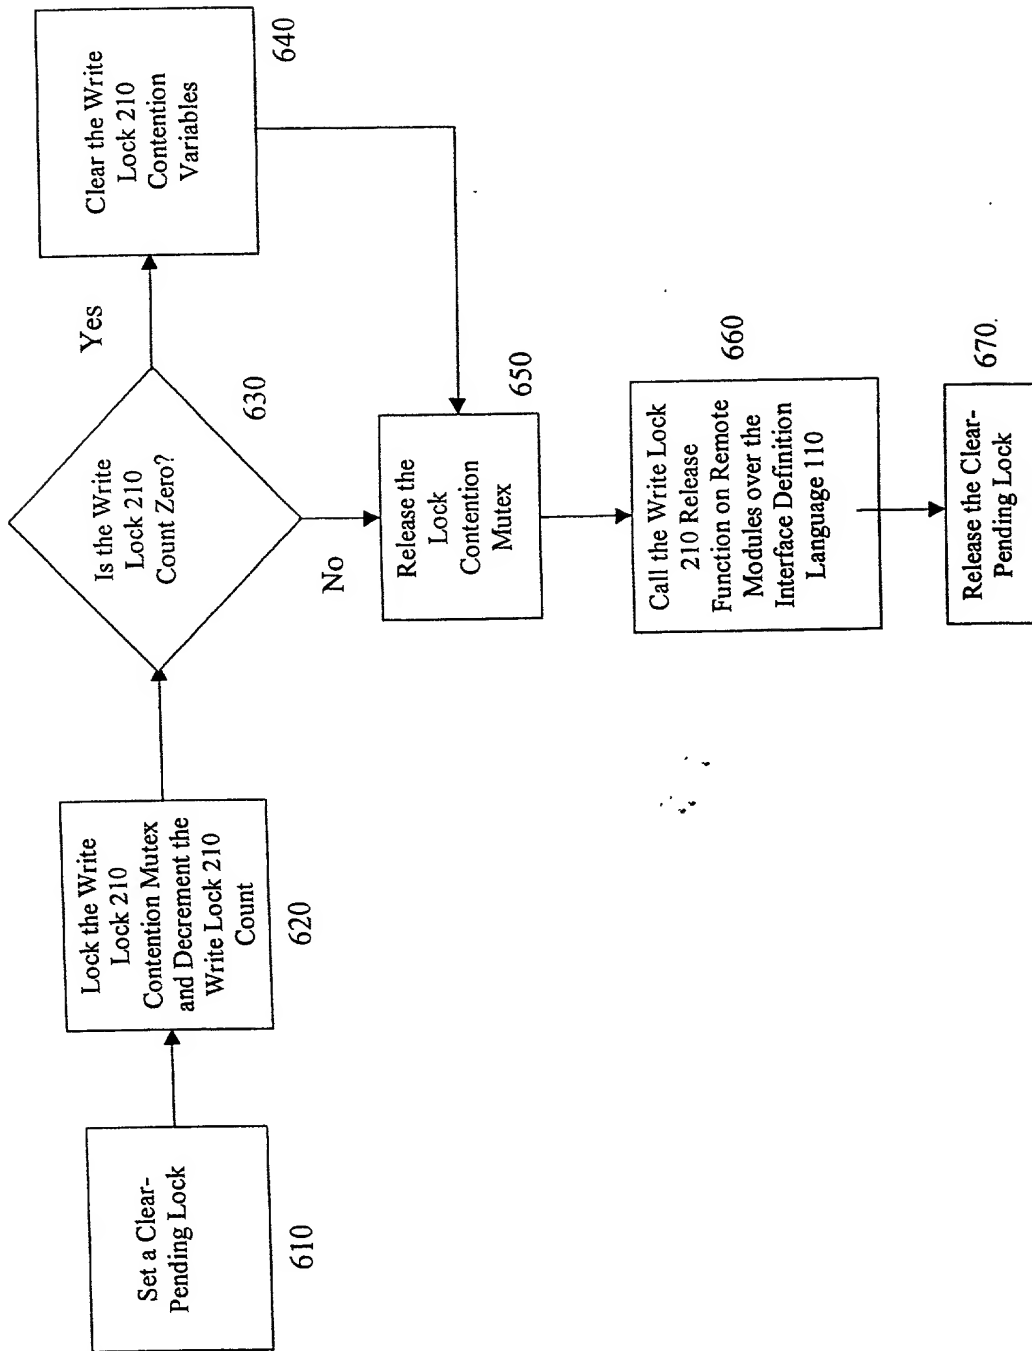 Set a Clear-
Pending Lock
610
Lock the Write
Lock 210
Contention Mutex
and Decrement the
Write Lock 210
Count
620
Is the Write
Lock 210
Count Zero?
630
Yes
No
Clear the Write
Lock 210
Contention
Variables
640
Release the
Lock
Contention
Mutex
650
Call the Write Lock
210 Release
Function on Remote
Modules over the
Interface Definition
Language 110
660
Release the Clear-
Pending Lock
670.